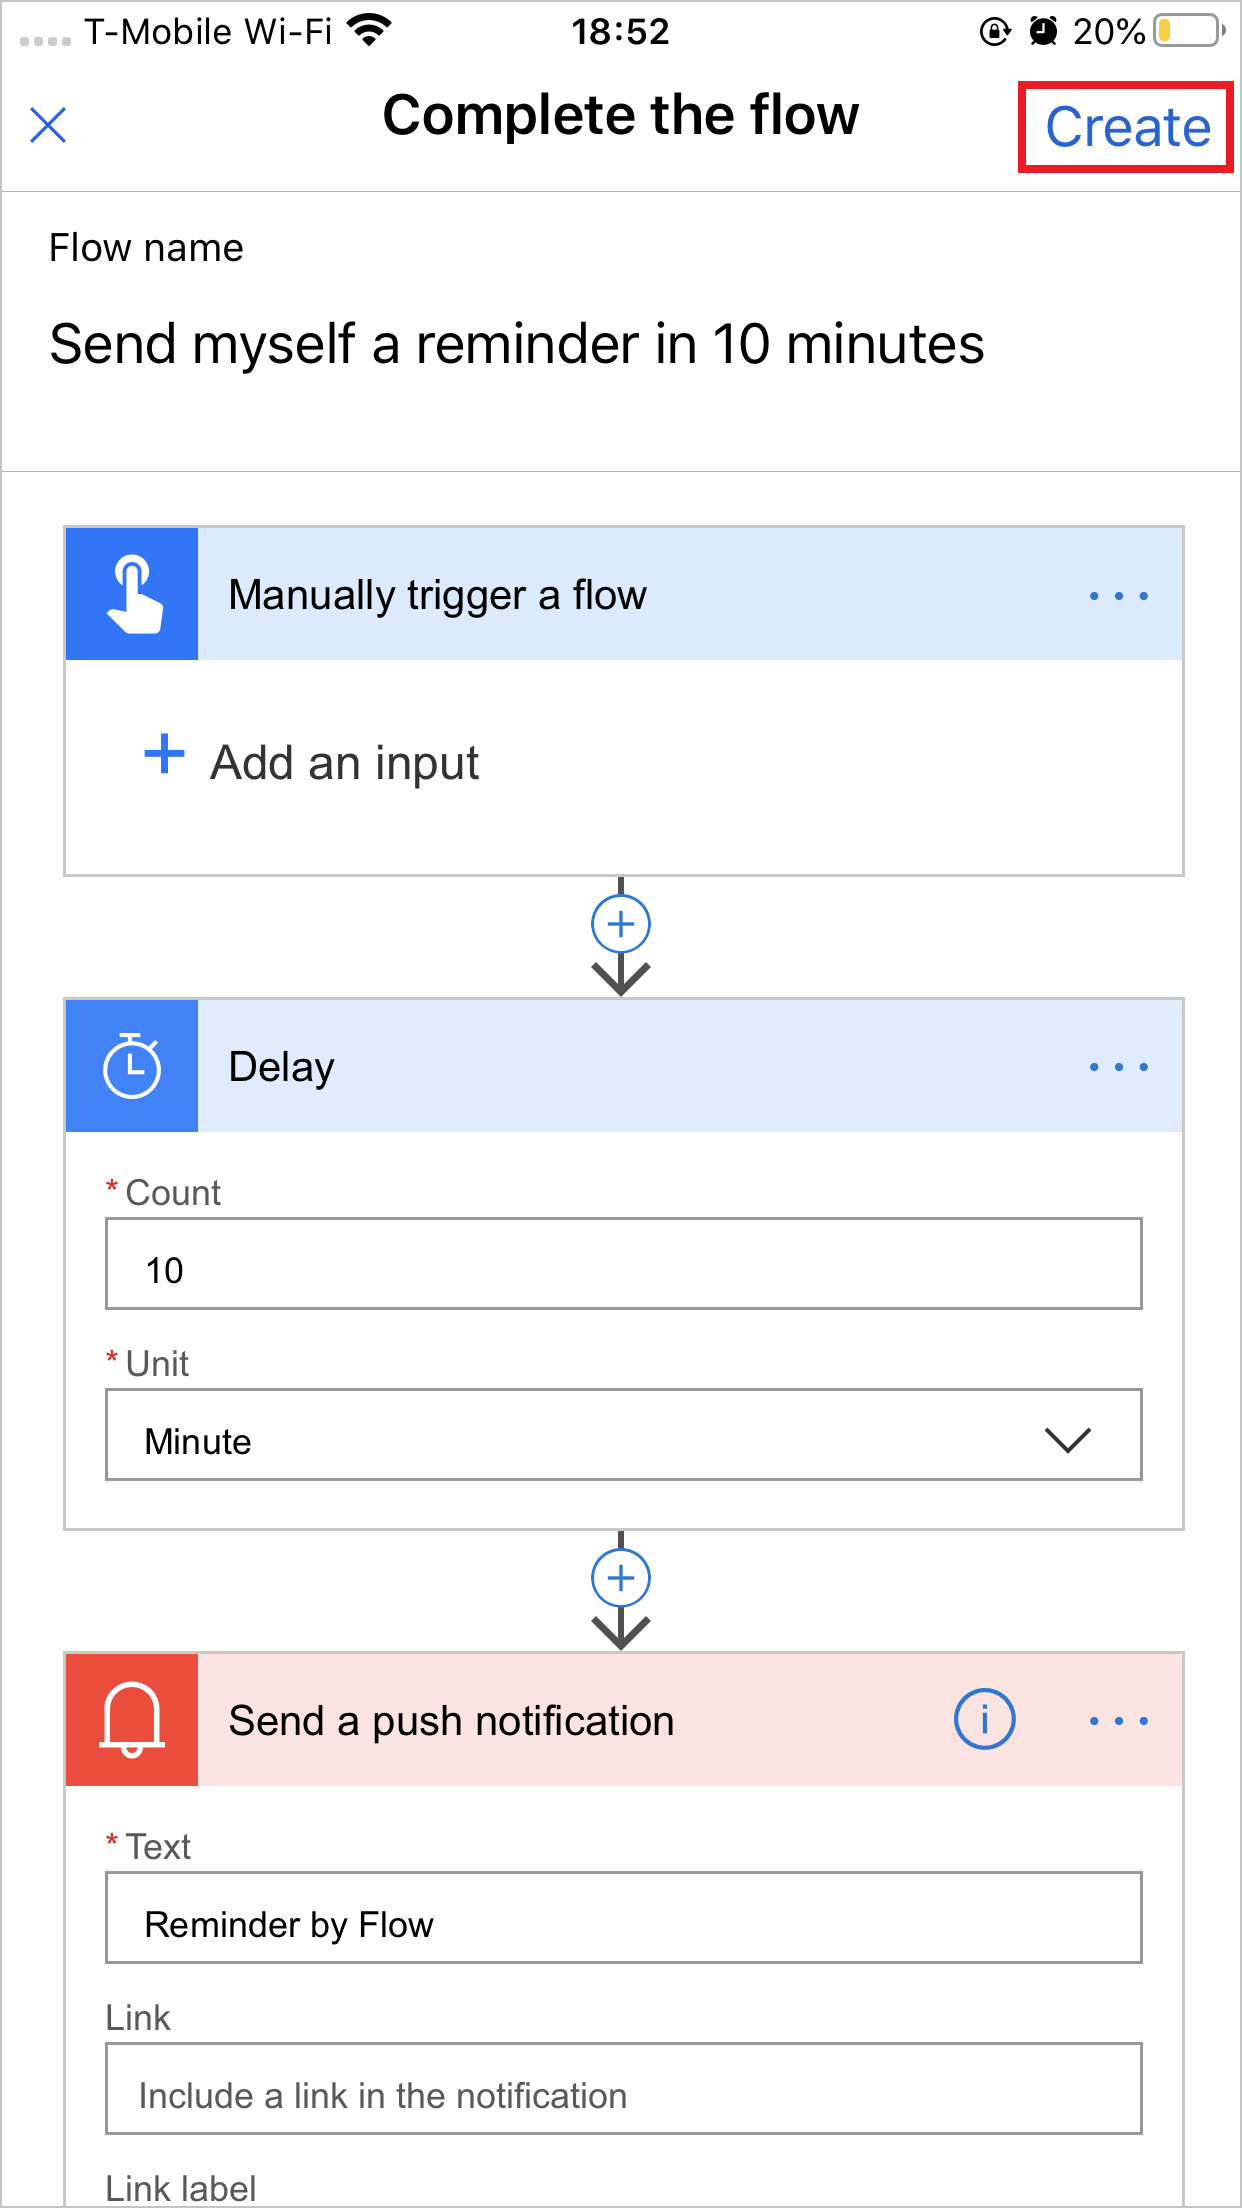 T-Mobile Wi-Fi 18:52 20%
Complete the flow
Create
Flow name
Send myself a reminder in 10 minutes
Manually trigger a flow
Add an input
Delay
* Count
10
* Unit
Minute
Send a push notification
* Text
Reminder by Flow
Link
Include a link in the notification
Link label